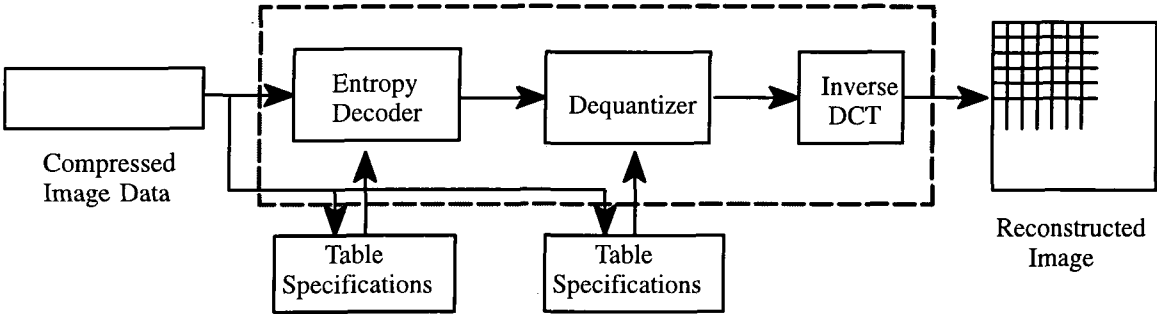 Compressed
Image Data
Entropy
Decoder
Dequantizer
Inverse
DCT
Table
Specifications
Table
Specifications
Reconstructed
Image